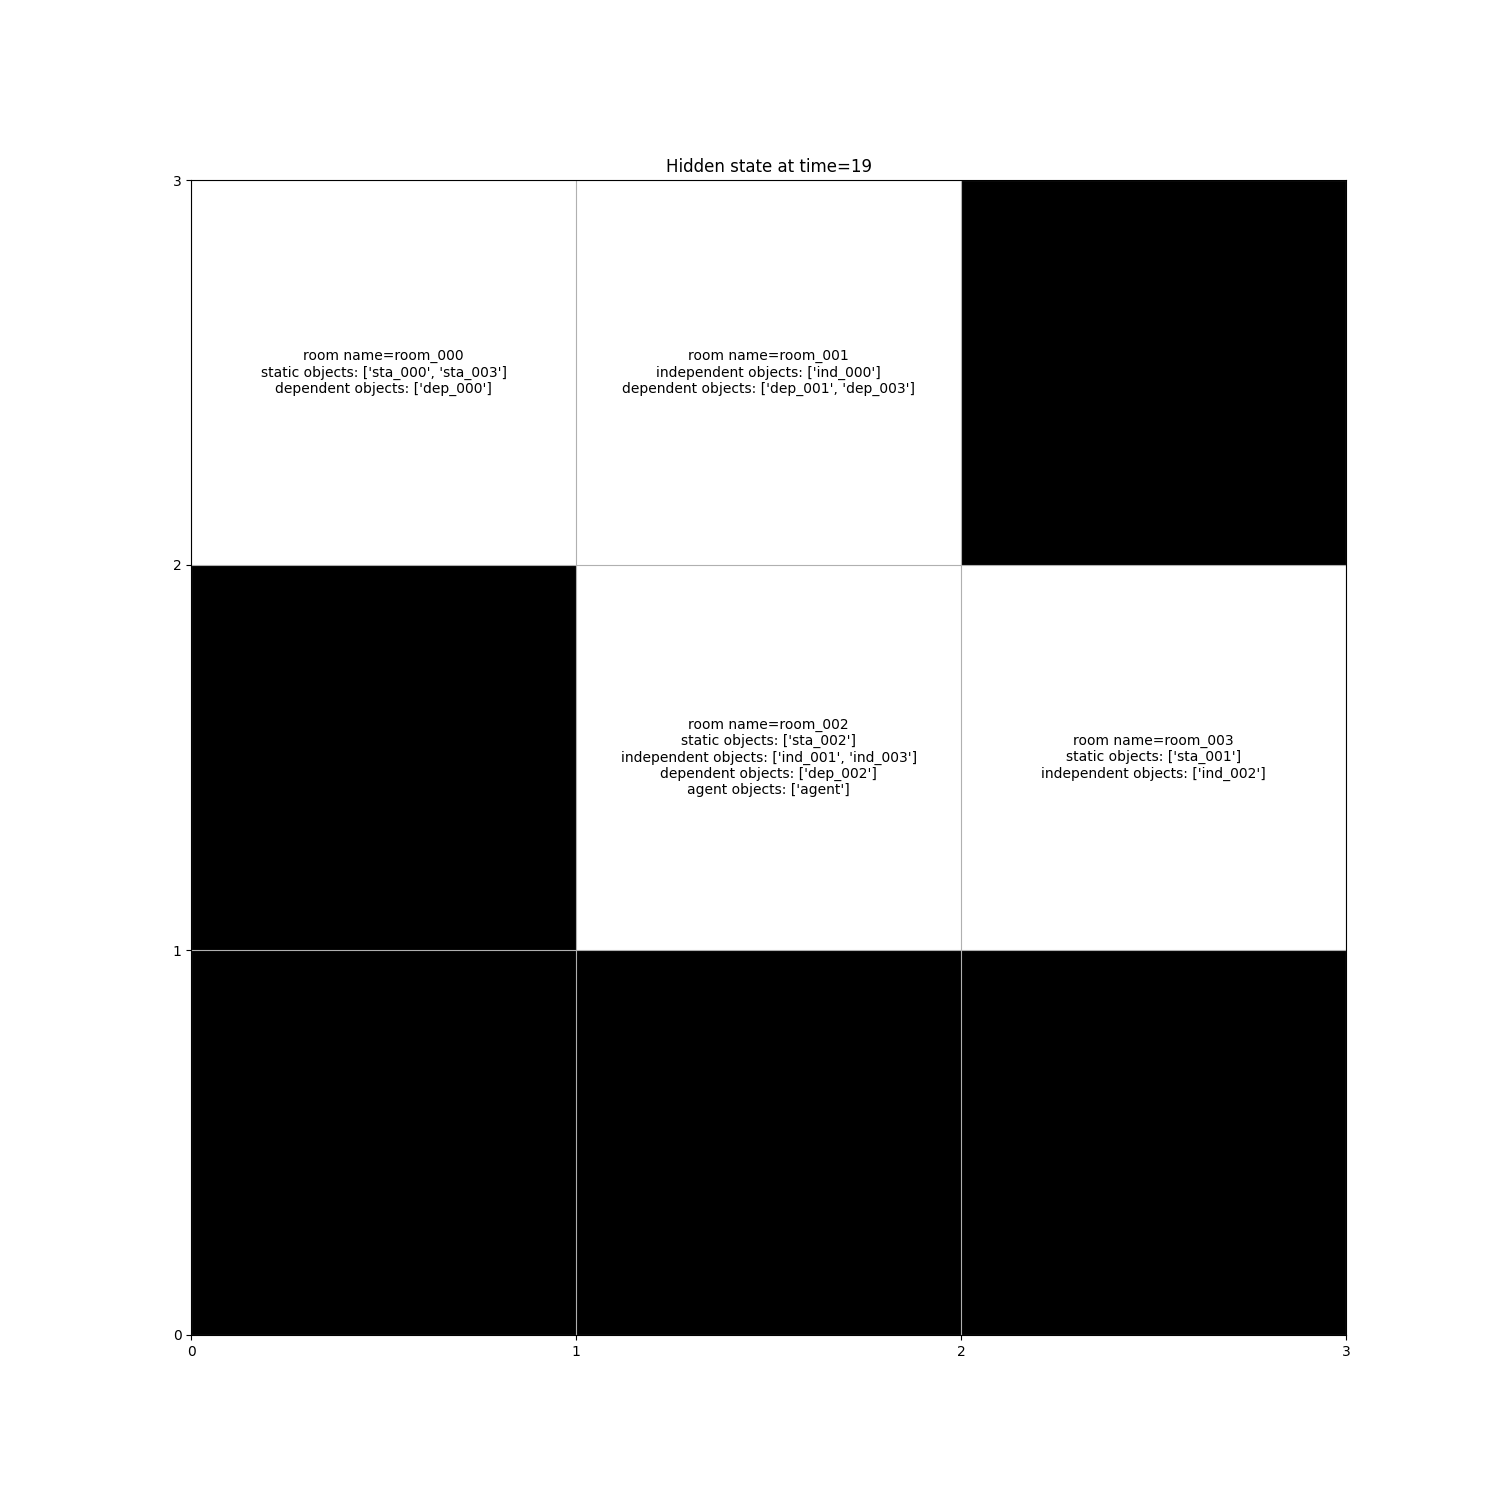 Hidden state at time=19
3
room name=room_000
static objects: ['sta_000', 'sta_003']
dependent objects: ['dep_000']
room name=room_001
independent objects: ['ind_000']
dependent objects: ['dep_001', 'dep_003']
2
room name=room_002
static objects: ['sta_002']
independent objects: ['ind_001', 'ind_003']
dependent objects: ['dep_002']
agent objects: ['agent']
room name=room_003
static objects: ['sta_001']
independent objects: ['ind_002']
1
0
0 1 2 3